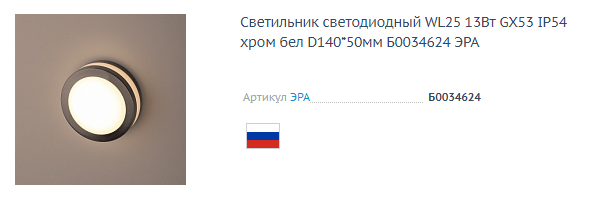 Светильник светодиодный WL25 13Вт GX53 IP54
хром бел D140*50мм Б0034624 ЭРА
Артикул ЭРА Б0034624